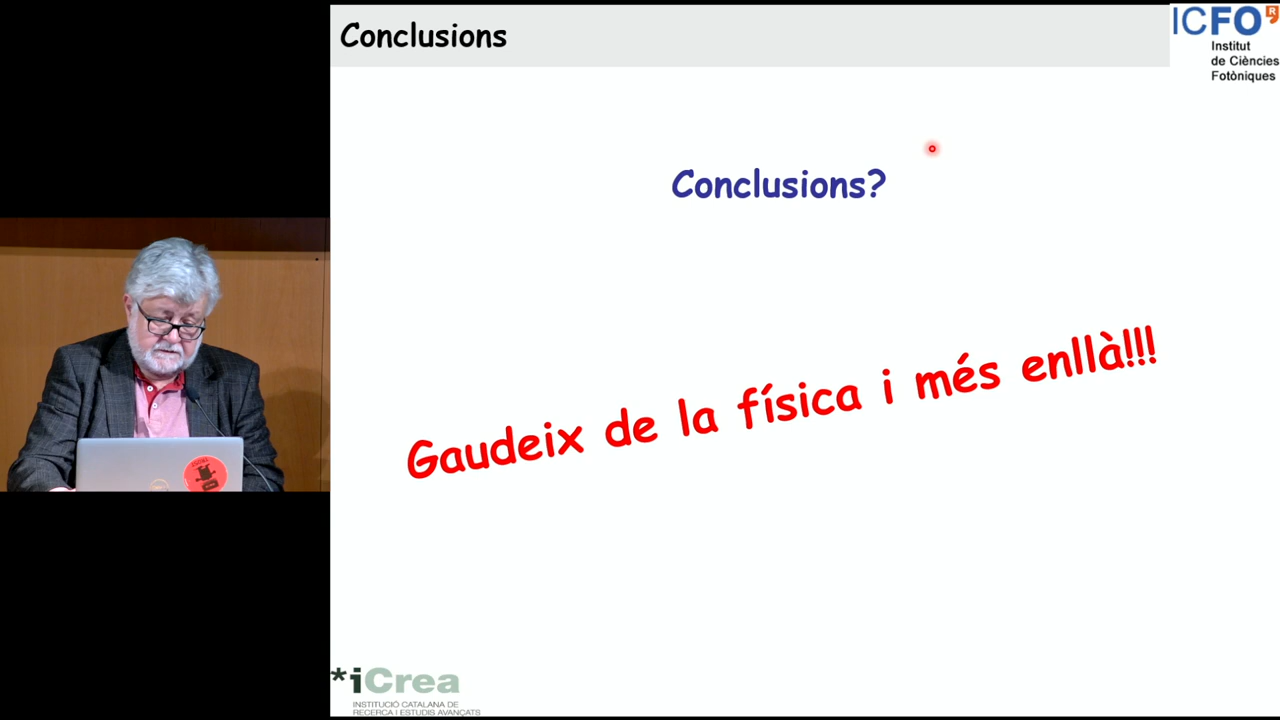 Conclusions
ICFO
R
Institut
de Ciències
Fotòniques
Conclusions?
Gaudeix de la física i més enllà!!!
*iCrea
INSTITUCIÓ CATALANA DE
RECERCA I ESTUDIS AVANÇATS